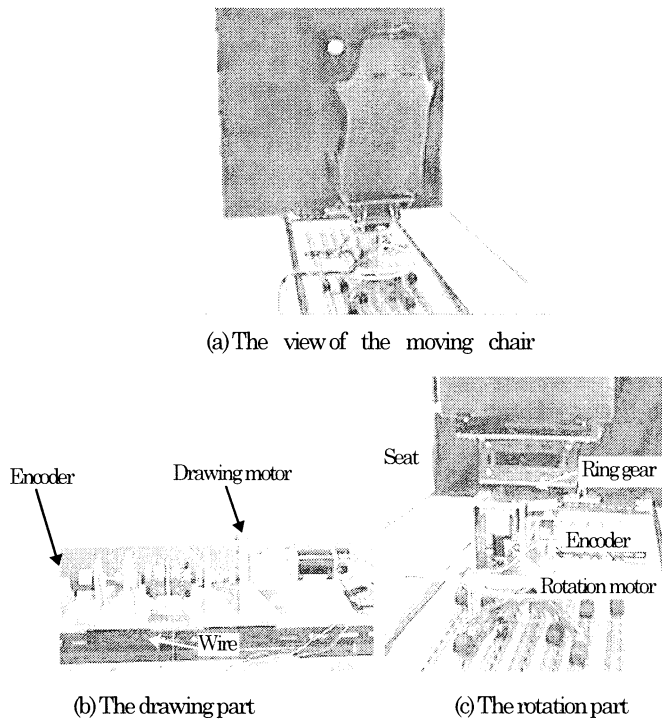 (a) The view of the moving chair
Encoder
Drawing motor
Wire
(b) The drawing part
Seat
Ring gear
Encoder
Rotation motor
(c) The rotation part